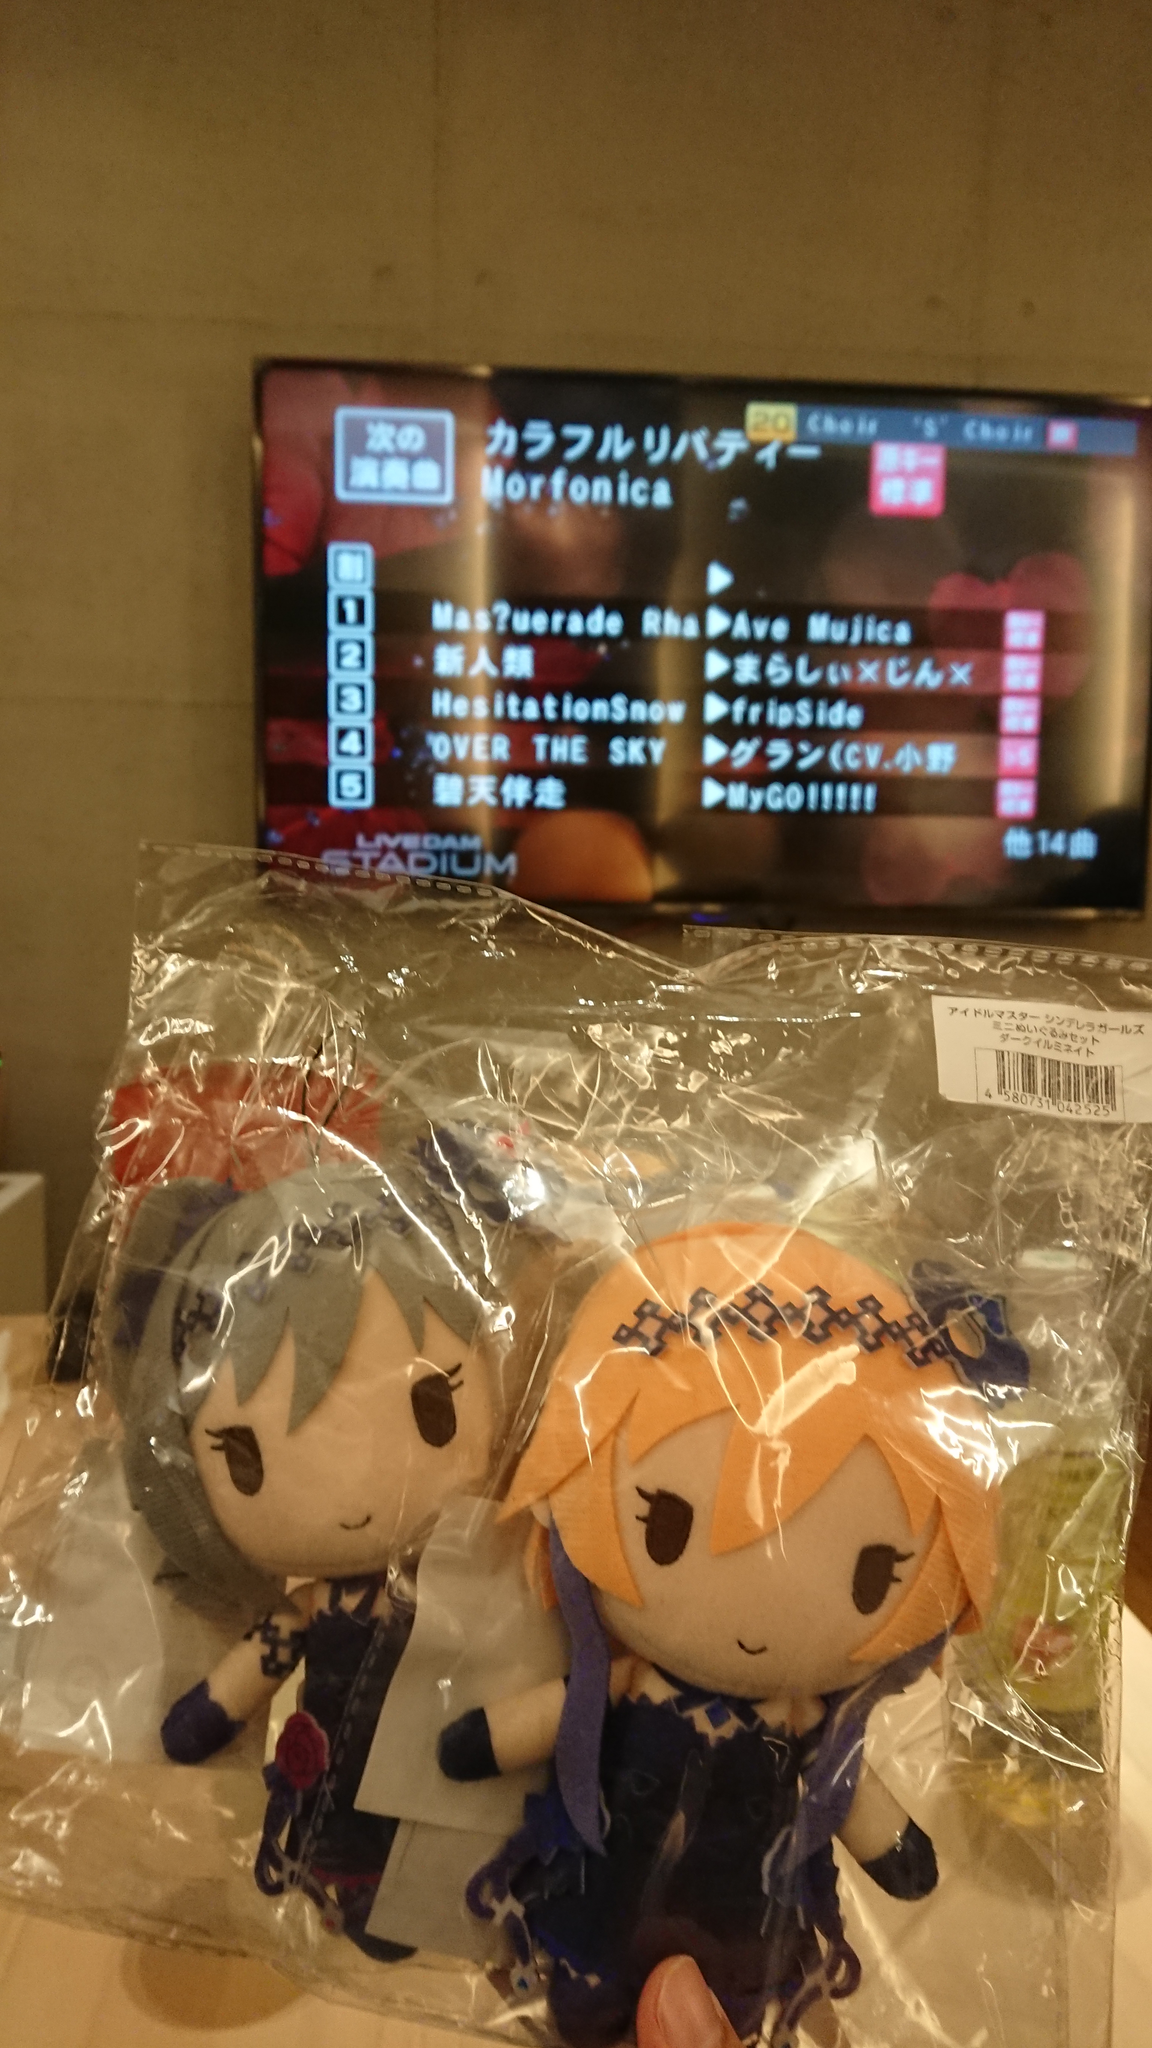 次の
演奏曲
カラフルリバティー
Morfonica
20 Choir 'S' Choir
原キー
標準
割
1 Mas?uerade Rha▶Ave Mujica
2 新人類 ▶まらしぃ×じん×
3 HesitationSnow ▶fripSide
4 OVER THE SKY ▶グラン(CV.小野
5 碧天伴走 ▶MyGO!!!!!
他14曲
LIVEDAM
STADIUM
アイドルマスター シンデレラガールズ
ミニぬいぐるみセット
ダークイルミネイト
4 580731 042525